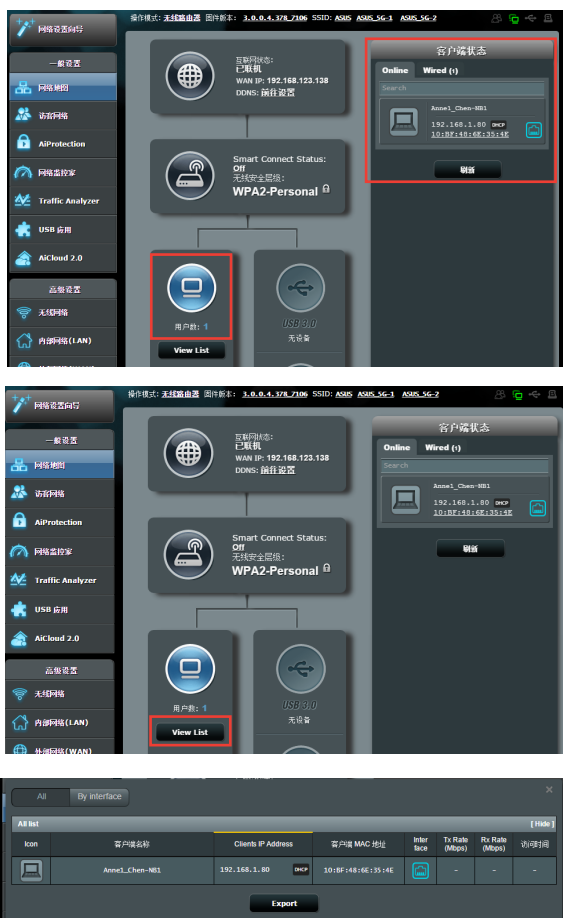 操作模式: 无线路由器 固件版本: 3.0.0.4.378_7106 SSID: ASUS ASUS_5G-1 ASUS_5G-2
网络设置向导
一般设置
网络地图
访客网络
AiProtection
网络监控家
Traffic Analyzer
USB 应用
AiCloud 2.0
高级设置
无线网络
内部网络(LAN)
互联网状态:
已联机
WAN IP: 192.168.123.138
DDNS: 前往设置
Smart Connect Status:
Off
无线安全层级:
WPA2-Personal
用户数: 1
View List
USB 3.0
无设备
客户端状态
Online Wired (1)
Search
Anne1_Chen-NB1
192.168.1.80 DHCP
10:BF:48:6E:35:4E
刷新
操作模式: 无线路由器 固件版本: 3.0.0.4.378_7106 SSID: ASUS ASUS_5G-1 ASUS_5G-2
网络设置向导
一般设置
网络地图
访客网络
AiProtection
网络监控家
Traffic Analyzer
USB 应用
AiCloud 2.0
高级设置
无线网络
内部网络(LAN)
外部网络(WAN)
互联网状态:
已联机
WAN IP: 192.168.123.138
DDNS: 前往设置
Smart Connect Status:
Off
无线安全层级:
WPA2-Personal
用户数: 1
View List
USB 3.0
无设备
客户端状态
Online Wired (1)
Search
Anne1_Chen-NB1
192.168.1.80 DHCP
10:BF:48:6E:35:4E
刷新
All By interface
All list [ Hide ]
Icon 客户端名称 Clients IP Address 客户端 MAC 地址 Inter face Tx Rate (Mbps) Rx Rate (Mbps) 访问时间
Anne1_Chen-NB1 192.168.1.80 DHCP 10:BF:48:6E:35:4E - - -
Export